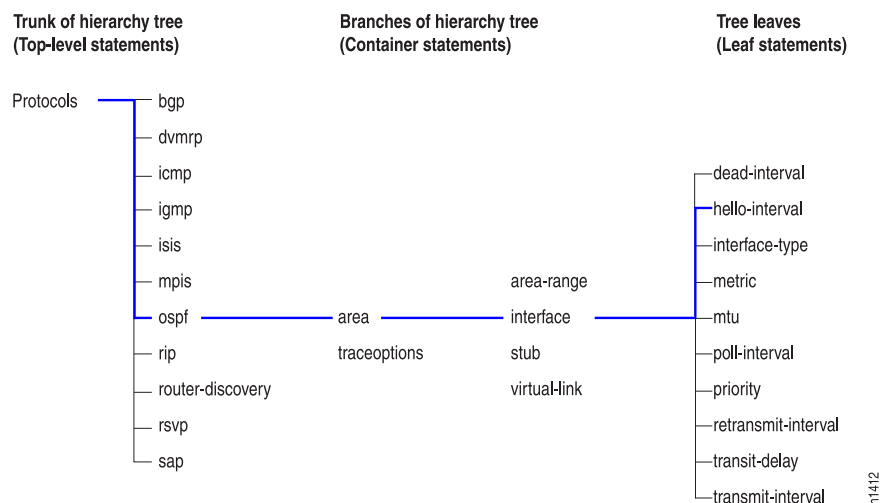 Trunk of hierarchy tree
(Top-level statements)
Branches of hierarchy tree
(Container statements)
Tree leaves
(Leaf statements)
Protocols
bgp
dvmrp
icmp
igmp
isis
mpis
ospf
rip
router-discovery
rsvp
sap
area
traceoptions
area-range
interface
stub
virtual-link
dead-interval
hello-interval
interface-type
metric
mtu
poll-interval
priority
retransmit-interval
transit-delay
transmit-interval